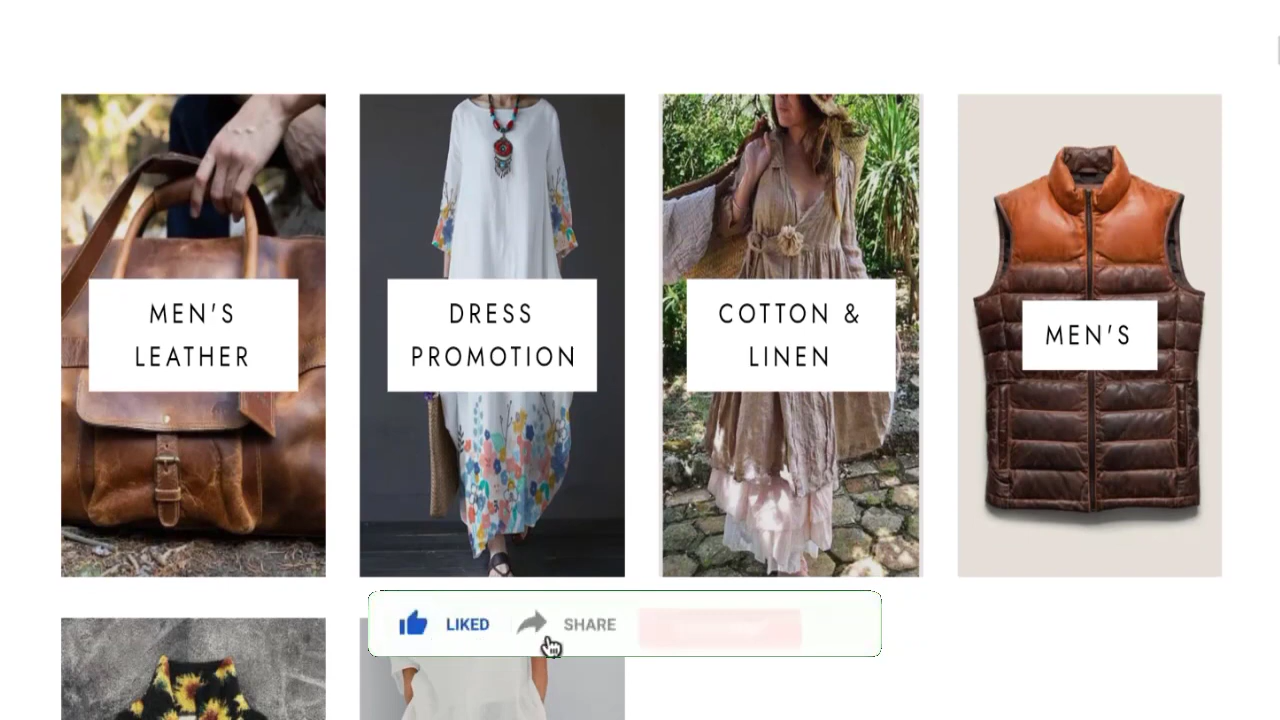 MEN'S
LEATHER
DRESS
PROMOTION
COTTON &
LINEN
MEN'S
LIKED
SHARE